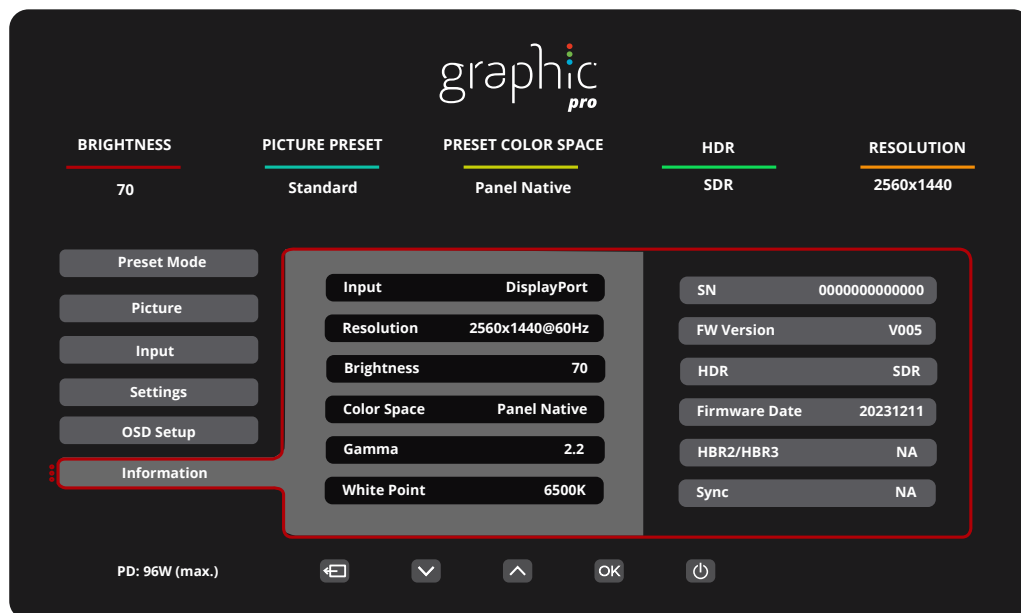 graphic
pro
BRIGHTNESS PICTURE PRESET PRESET COLOR SPACE HDR RESOLUTION
70 Standard Panel Native SDR 2560x1440
Preset Mode
Picture
Input
Settings
OSD Setup
Information
Input DisplayPort
Resolution 2560x1440@60Hz
Brightness 70
Color Space Panel Native
Gamma 2.2
White Point 6500K
SN 0000000000000
FW Version V005
HDR SDR
Firmware Date 20231211
HBR2/HBR3 NA
Sync NA
PD: 96W (max.) OK